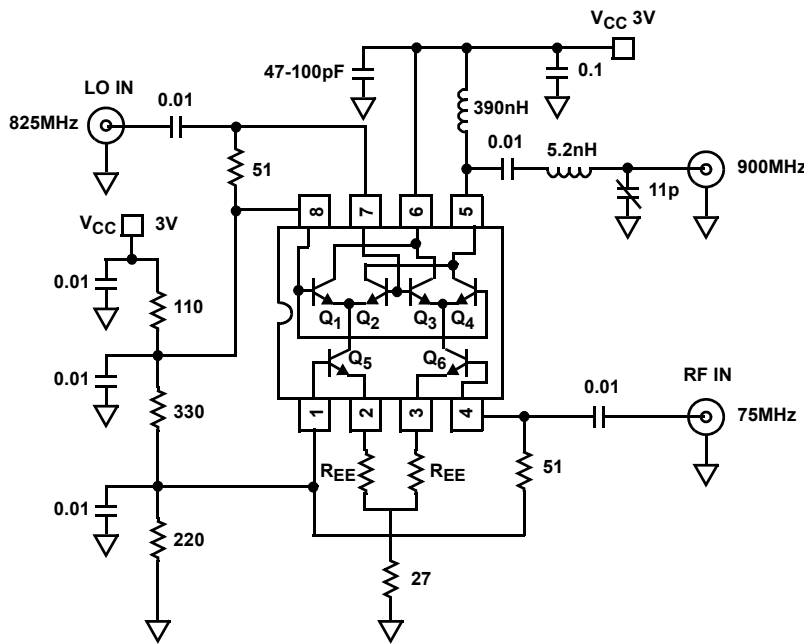 VCC 3V
47-100pF
0.1
LO IN
0.01
390nH
825MHz
0.01
5.2nH
900MHz
51
11p
8
7
6
5
VCC 3V
0.01
110
Q1
Q2
Q3
Q4
Q5
Q6
0.01
330
0.01
RF IN
75MHz
1
2
3
4
REE
REE
51
0.01
220
27